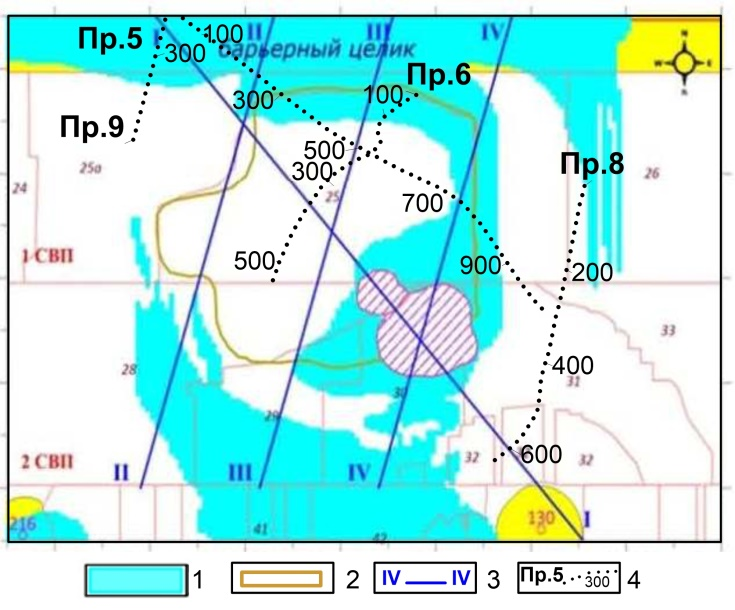 I
II
III
IV
N
W
E
S
Пр.5
100
300
барьерный целик
Пр.6
300
100
Пр.9
25а
500
300
Пр.8
24
25
26
700
1 СВП
500
900
200
33
28
400
31
30
29
2 СВП
II
III
IV
32
600
32
216
41
42
130
I
1
2
IV IV
3
Пр.5 300
4